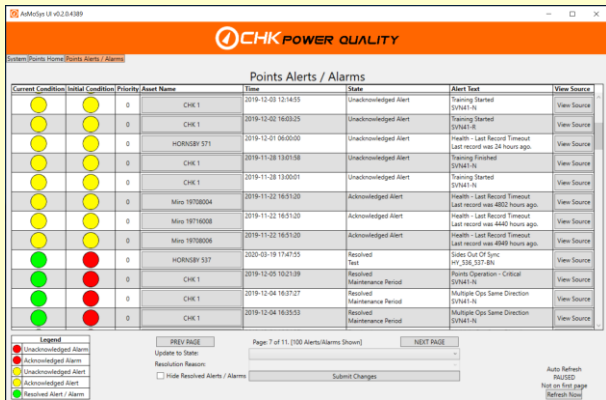 AsMoSys UI v0.2.0.4389
CHK POWER QUALITY
System Points Home Points Alerts / Alarms
Points Alerts / Alarms
Current Condition Initial Condition Priority Asset Name Time State Alert Text View Source
0 CHK 1 2019-12-03 12:14:55 Unacknowledged Alert Training Started View Source
SVN41-N
0 CHK 1 2019-12-02 16:03:25 Unacknowledged Alert Training Started View Source
SVN41-R
0 HORNSBY 571 2019-12-01 06:00:00 Unacknowledged Alert Health - Last Record Timeout View Source
Last record was 24 hours ago.
0 CHK 1 2019-11-28 13:01:58 Unacknowledged Alert Training Finished View Source
SVN41-N
0 CHK 1 2019-11-28 13:00:01 Unacknowledged Alert Training Started View Source
SVN41-N
0 Miro 19708004 2019-11-22 16:51:20 Acknowledged Alert Health - Last Record Timeout View Source
Last record was 4802 hours ago.
0 Miro 19716008 2019-11-22 16:51:20 Acknowledged Alert Health - Last Record Timeout View Source
Last record was 4440 hours ago.
0 Miro 19708006 2019-11-22 16:51:20 Acknowledged Alert Health - Last Record Timeout View Source
Last record was 4949 hours ago.
0 HORNSBY 537 2020-03-19 17:47:55 Resolved Sides Out Of Sync View Source
Test HY_536_537-BN
0 CHK 1 2019-12-05 10:21:39 Resolved Points Operation - Critical View Source
Maintenance Period SVN41-N
0 CHK 1 2019-12-04 16:37:27 Resolved Multiple Ops Same Direction View Source
Maintenance Period SVN41-N
0 CHK 1 2019-12-04 16:35:53 Resolved Multiple Ops Same Direction View Source
Maintenance Period SVN41-N
Legend
Unacknowledged Alarm
Acknowledged Alarm
Unacknowledged Alert
Acknowledged Alert
Resolved Alert / Alarm
PREV PAGE Page: 7 of 11. [100 Alerts/Alarms Shown] NEXT PAGE
Update to State:
Resolution Reason:
Hide Resolved Alerts / Alarms Submit Changes
Auto Refresh
PAUSED
Not on first page
Refresh Now